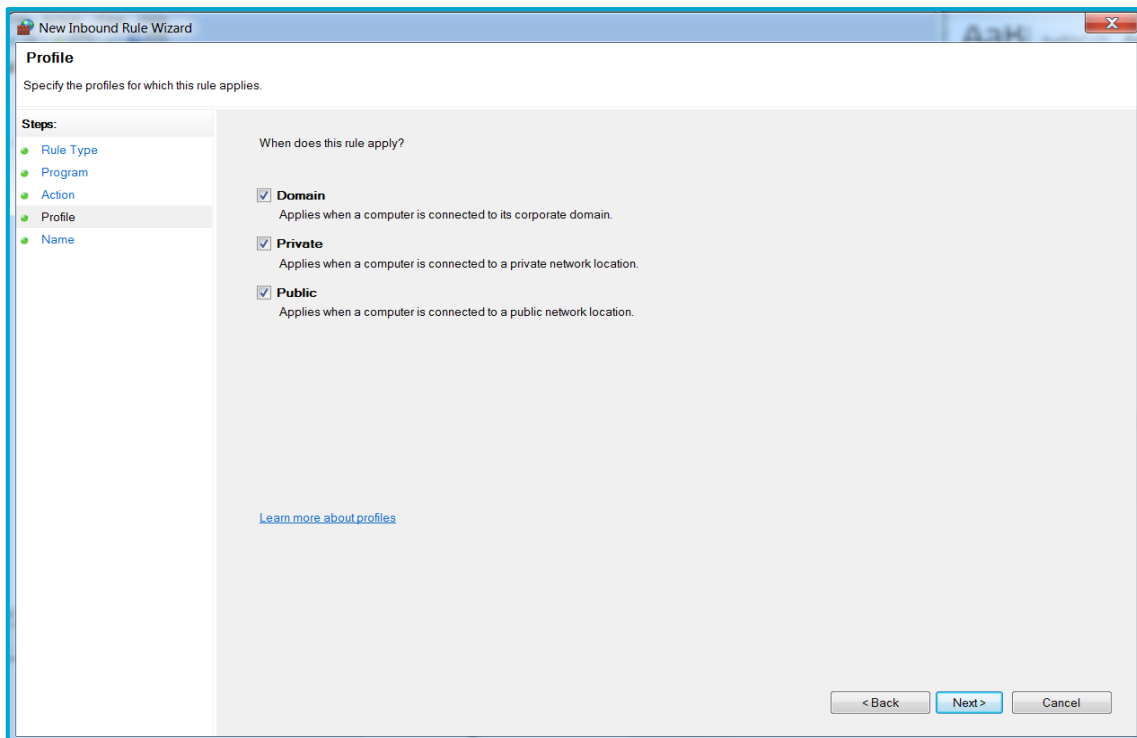 New Inbound Rule Wizard
Profile
Specify the profiles for which this rule applies.
Steps:
Rule Type
Program
Action
Profile
Name
When does this rule apply?
Domain
Applies when a computer is connected to its corporate domain.
Private
Applies when a computer is connected to a private network location.
Public
Applies when a computer is connected to a public network location.
Learn more about profiles
< Back
Next >
Cancel